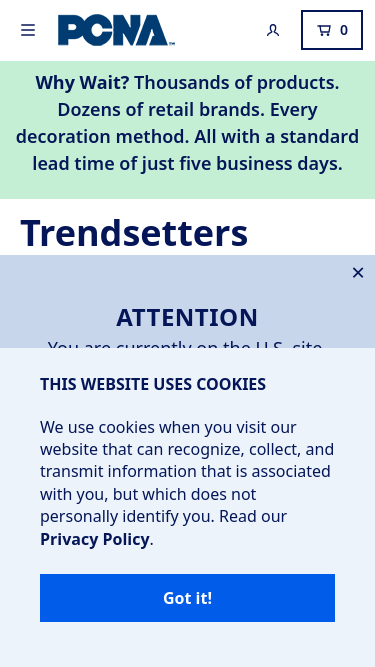 PCNA
0
Why Wait? Thousands of products.
Dozens of retail brands. Every
decoration method. All with a standard
lead time of just five business days.
Trendsetters
ATTENTION
You are currently on the U.S. site.
THIS WEBSITE USES COOKIES
We use cookies when you visit our
website that can recognize, collect, and
transmit information that is associated
with you, but which does not
personally identify you. Read our
Privacy Policy.
Got it!